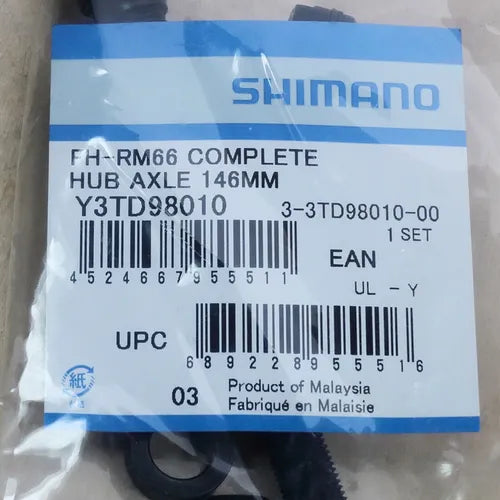 SHIMANO
FH-RM66 COMPLETE
HUB AXLE 146MM
Y3TD98010 3-3TD98010-00
1 SET
4524667955511 EAN
UL - Y
UPC 689228955516
紙
03 Product of Malaysia
Fabriqué en Malaisie